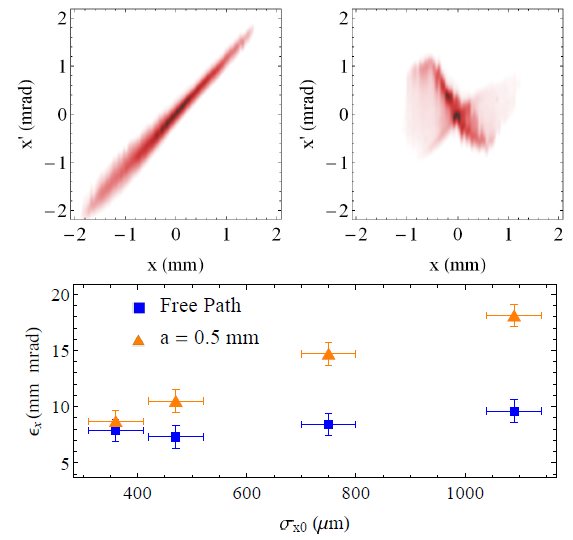 2
1
0
−1
−2
x' (mrad)
−2 −1 0 1 2
x (mm)
2
1
0
−1
−2
x' (mrad)
−2 −1 0 1 2
x (mm)
20
15
10
5
ϵx (mm mrad)
Free Path
a = 0.5 mm
400 600 800 1000
σx0 (μm)